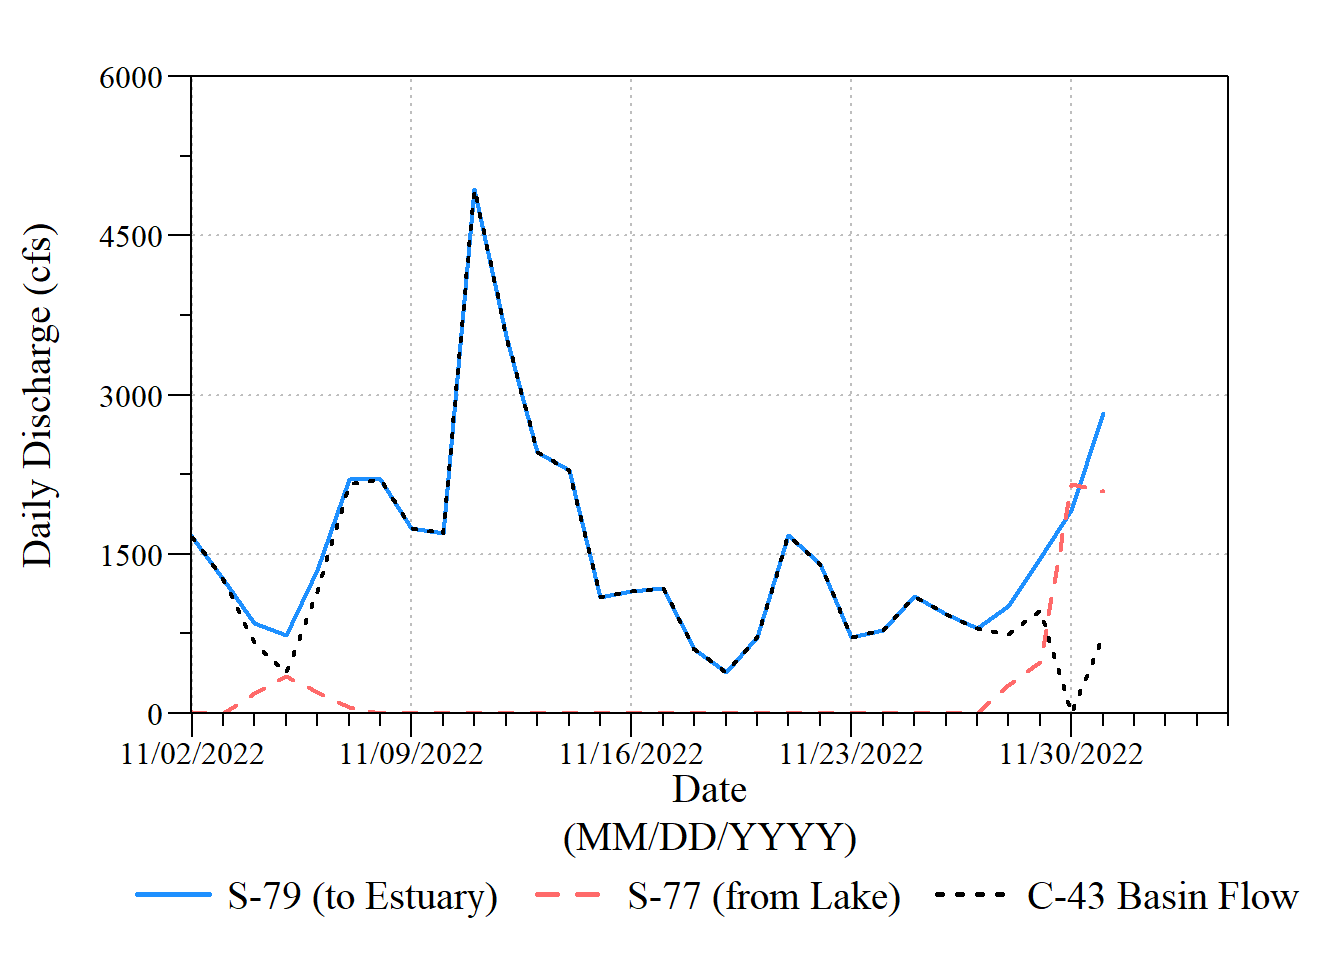 6000
4500
3000
1500
0
Daily Discharge (cfs)
11/02/2022 11/09/2022 11/16/2022 11/23/2022 11/30/2022
Date
(MM/DD/YYYY)
S-79 (to Estuary) S-77 (from Lake) C-43 Basin Flow